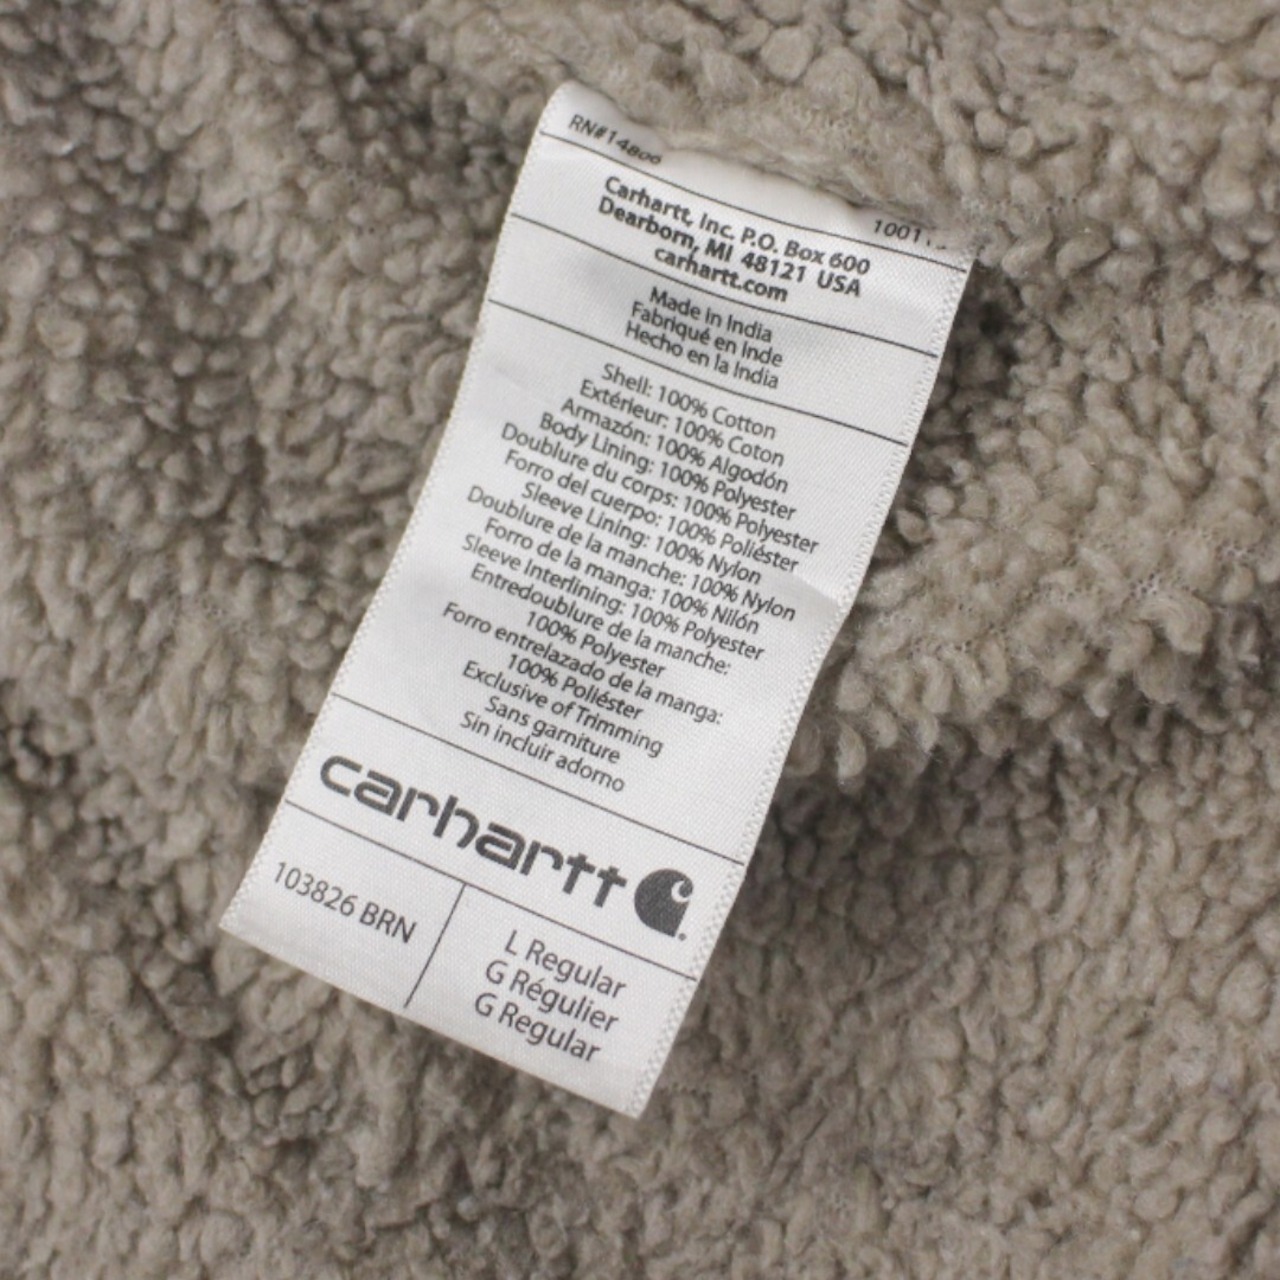 RN#14806
Carhartt, Inc. P.O. Box 600
Dearborn, MI 48121 USA
carhartt.com
Made in India
Fabriqué en Inde
Hecho en la India
Shell: 100% Cotton
Extérieur: 100% Coton
Armazón: 100% Algodón
Body Lining: 100% Polyester
Doublure du corps: 100% Polyester
Forro del cuerpo: 100% Poliéster
Sleeve Lining: 100% Nylon
Doublure de la manche: 100% Nylon
Forro de la manga: 100% Nilón
Sleeve Interlining: 100% Polyester
Entredoublure de la manche:
100% Polyester
Forro entrelazado de la manga:
100% Poliéster
Exclusive of Trimming
Sans garniture
Sin incluir adorno
carhartt
103826 BRN
L Regular
G Régulier
G Regular